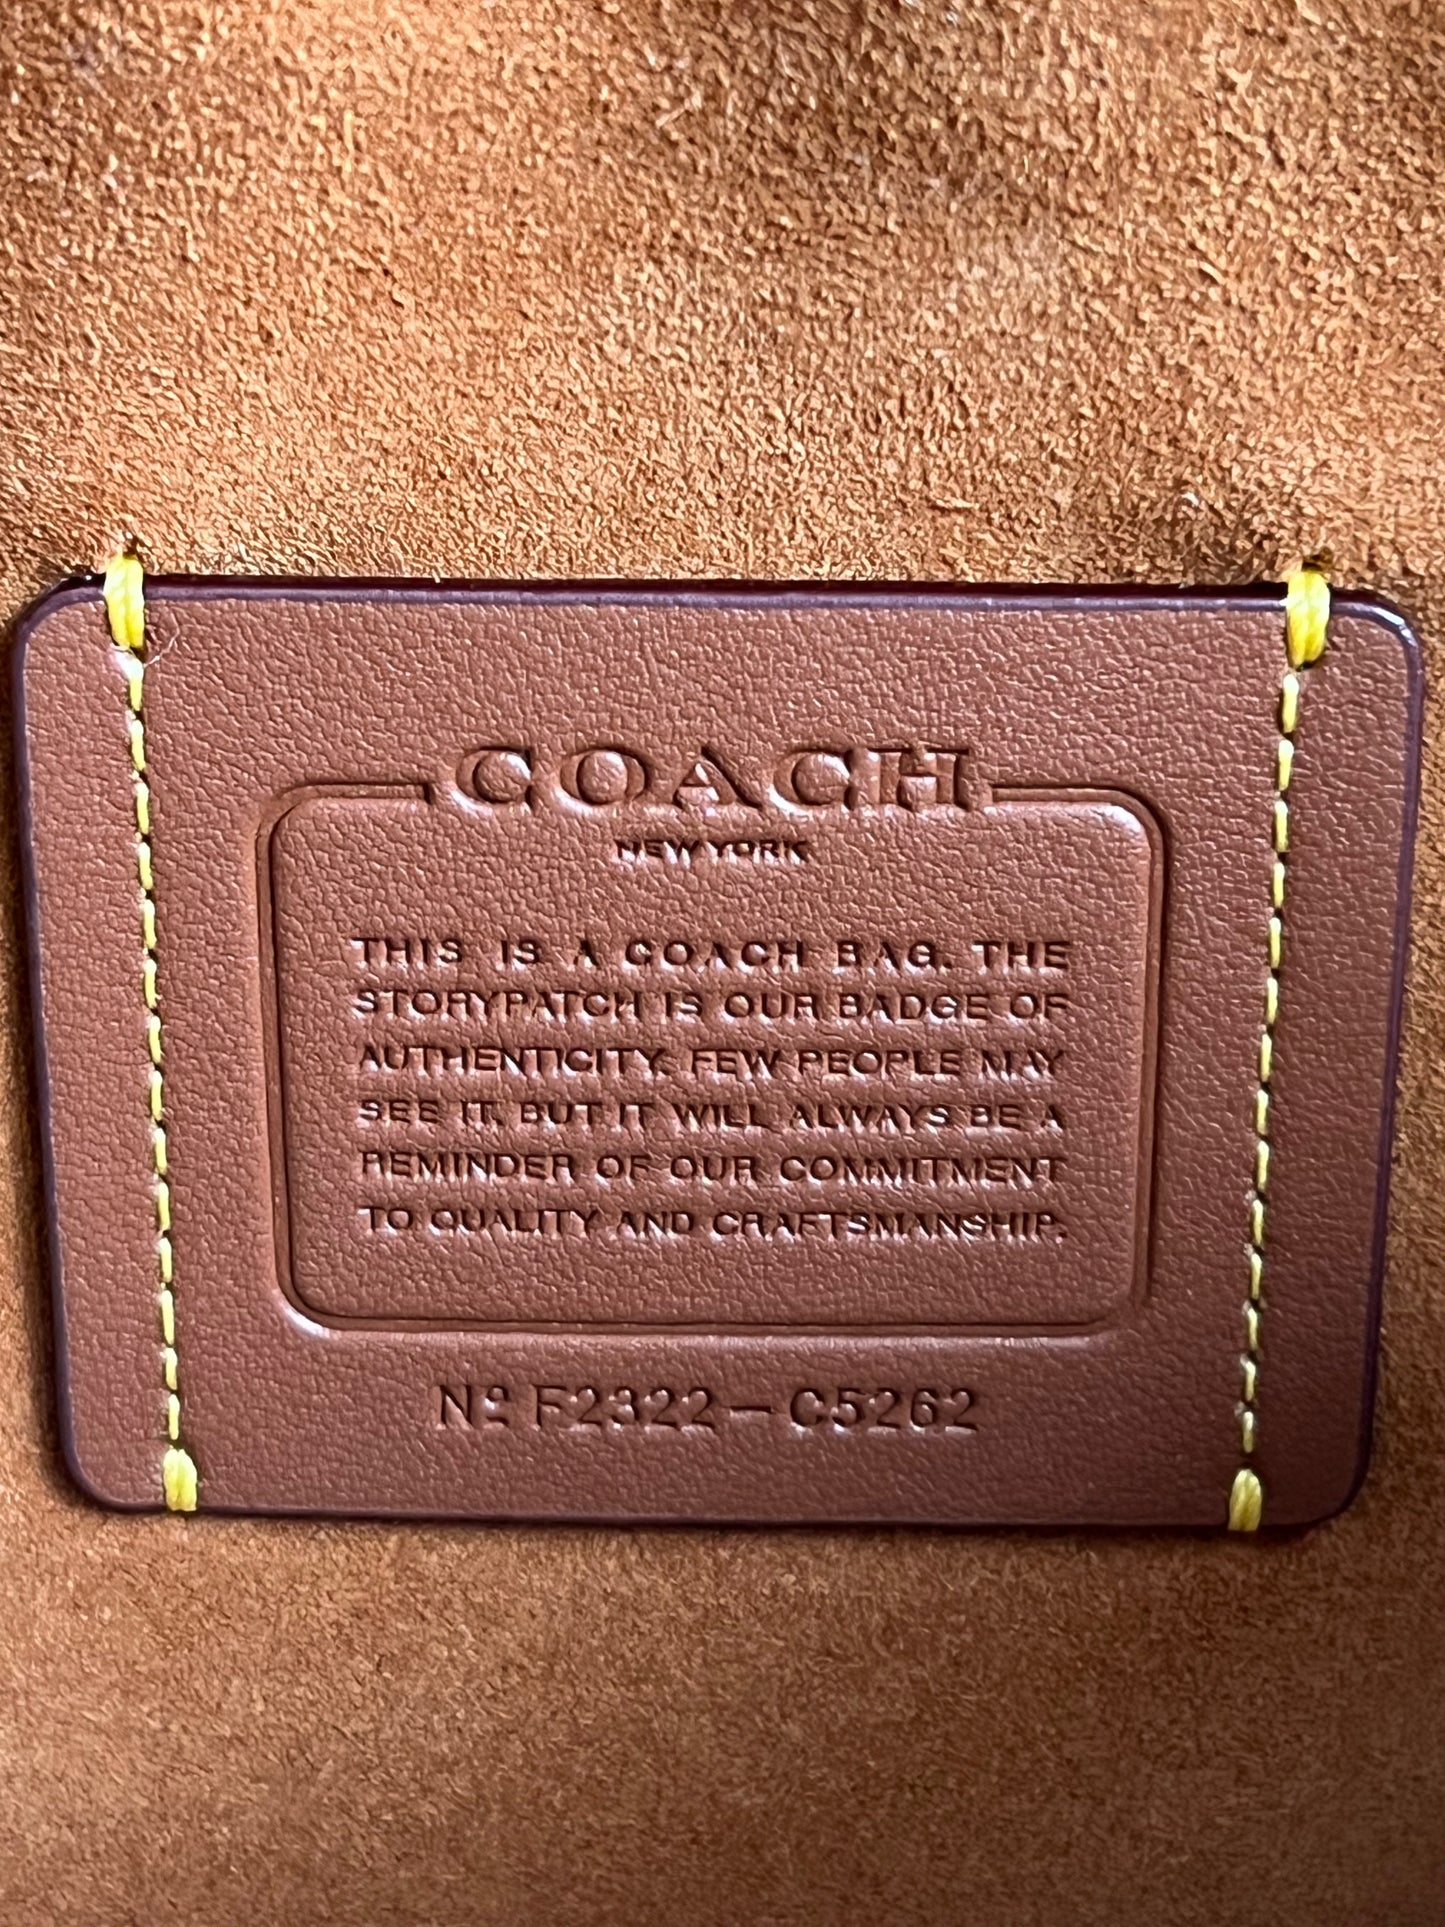 COACH
NEW YORK
THIS IS A COACH BAG. THE
STORYPATCH IS OUR BADGE OF
AUTHENTICITY. FEW PEOPLE MAY
SEE IT, BUT IT WILL ALWAYS BE A
REMINDER OF OUR COMMITMENT
TO QUALITY AND CRAFTSMANSHIP.
Nº F2322-C5262